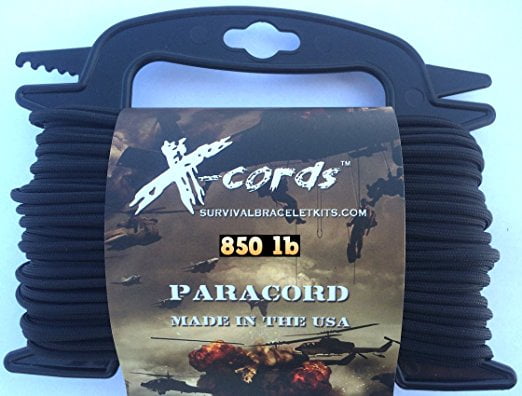 X-cords™
SURVIVALBRACELETKITS.COM
850 lb
PARACORD
MADE IN THE USA